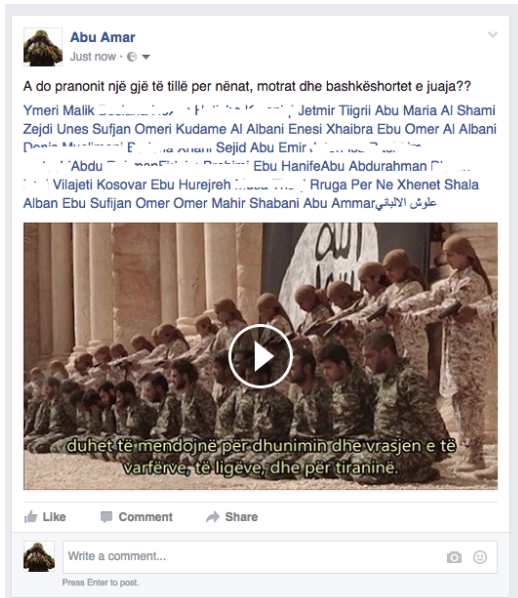 Abu Amar
Just now
A do pranonit një gjë të tillë per nënat, motrat dhe bashkëshortet e juaja??
Ymeri Malik Jetmir Tiigrii Abu Maria Al Shami
Zejdi Unes Sufjan Omeri Kudame Al Albani Enesi Xhaibra Ebu Omer Al Albani
Sejid Abu Emir
Abdu Ebu HanifeAbu Abdurahman
Vilajeti Kosovar Ebu Hurejreh Rruga Per Ne Xhenet Shala
Alban Ebu Sufijan Omer Omer Mahir Shabani Abu Ammarعلوش الالباني
duhet të mendojnë për dhunimin dhe vrasjen e të
varfërve, të ligëve, dhe për tiraninë.
Like Comment Share
Write a comment...
Press Enter to post.